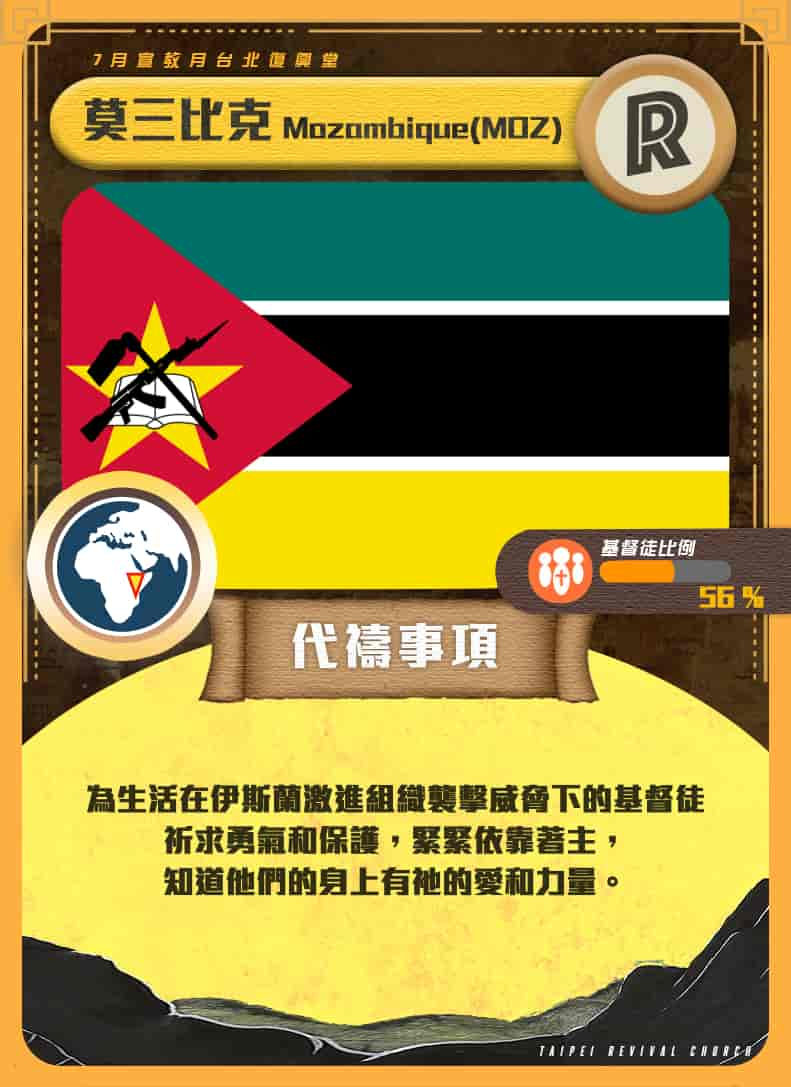 7月宣教月台北復興堂
莫三比克 Mozambique(MOZ)
R
基督徒比例
56 %
代禱事項
為生活在伊斯蘭激進組織襲擊威脅下的基督徒
祈求勇氣和保護，緊緊依靠著主，
知道他們的身上有祂的愛和力量。
TAIPEI REVIVAL CHURCH